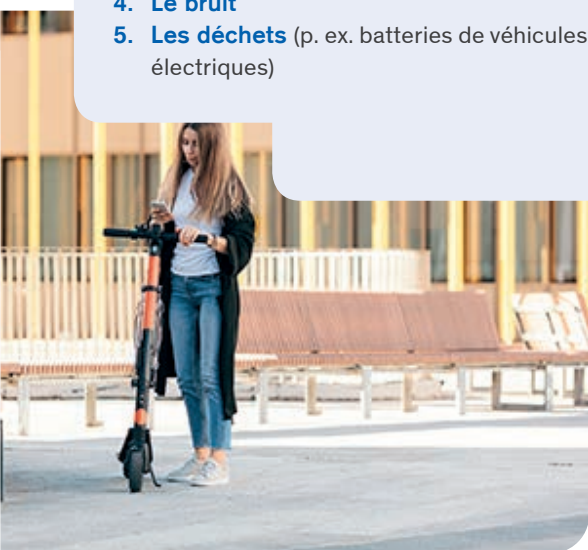 4. Le bruit
5. Les déchets (p. ex. batteries de véhicules
électriques)